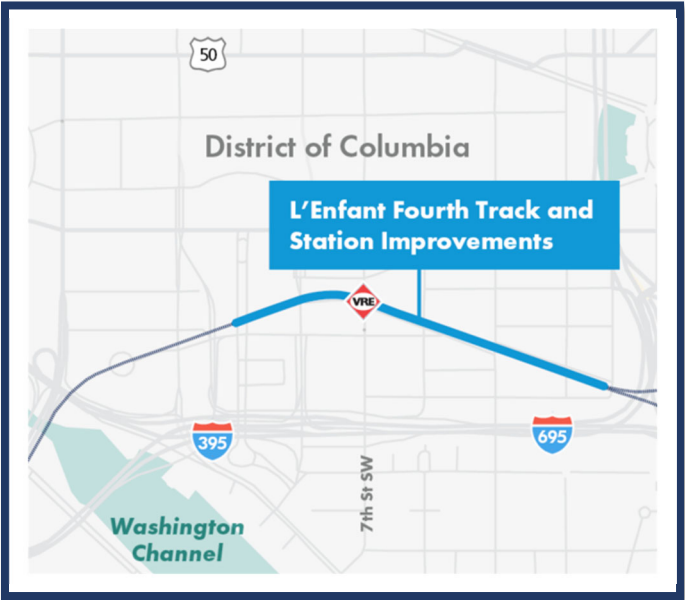 50
District of Columbia
L’Enfant Fourth Track and
Station Improvements
VRE
395
695
7th St SW
Washington
Channel